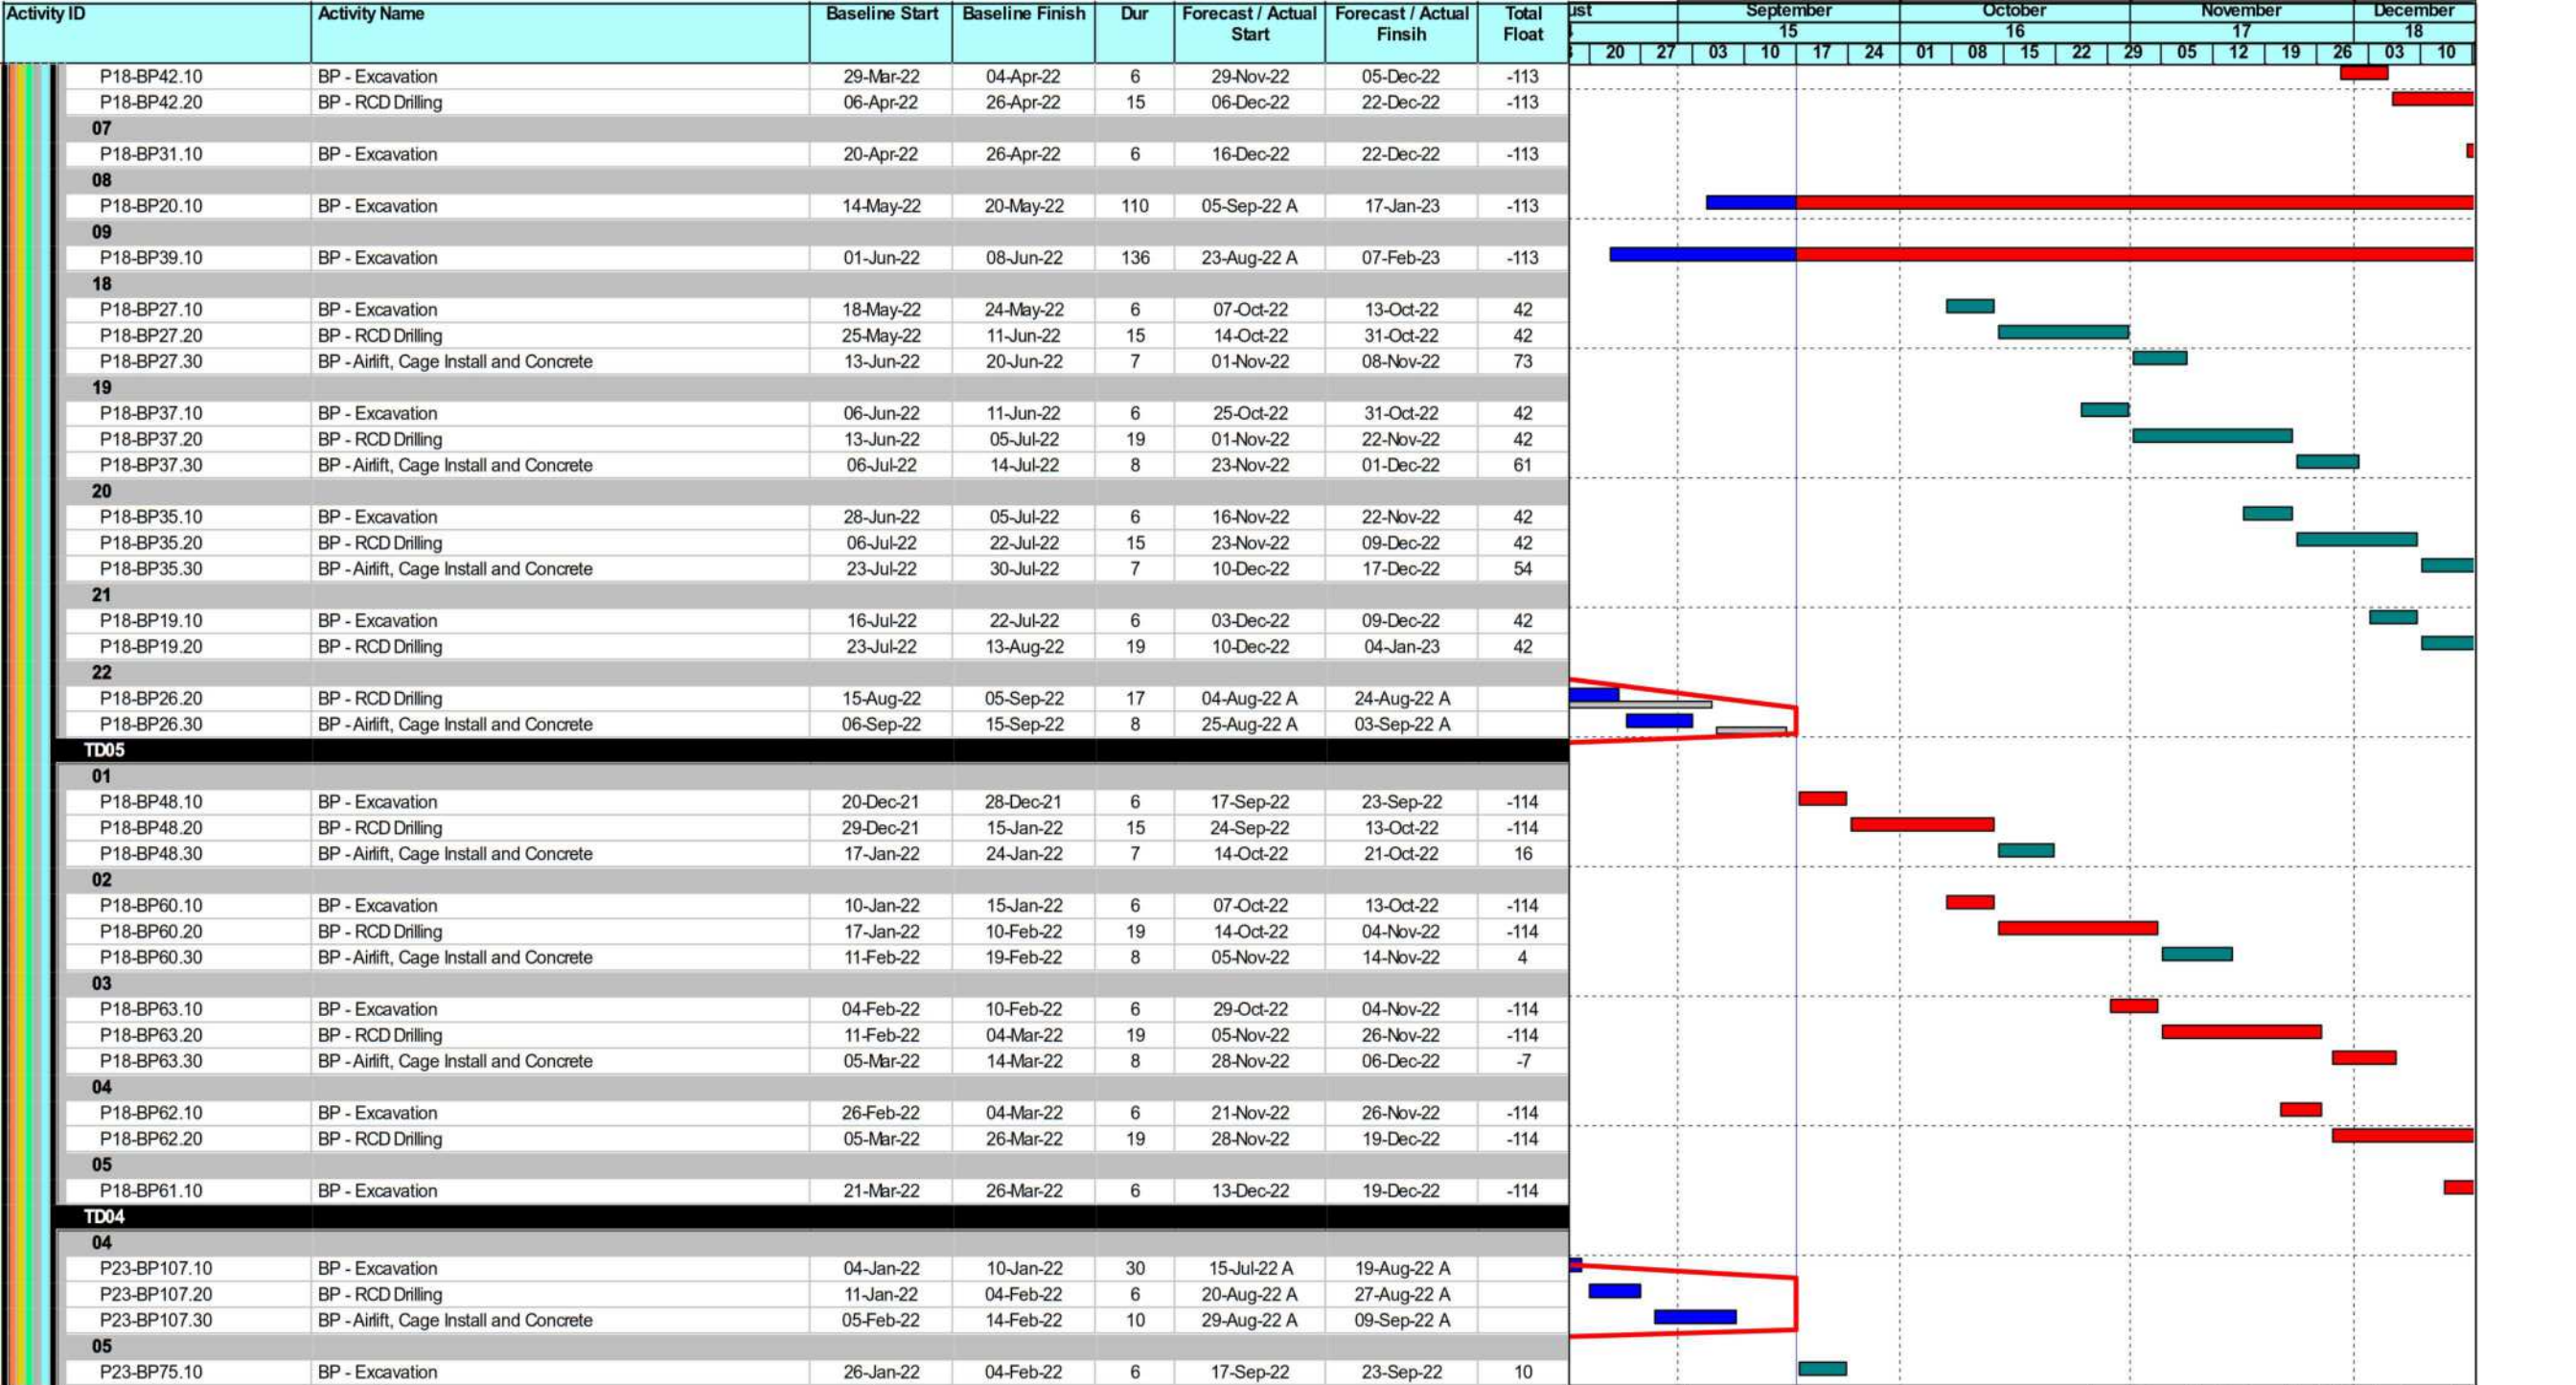 Activity ID Activity Name Baseline Start Baseline Finish Dur Forecast / Actual Start Forecast / Actual Finsih Total Float ust September October November December
15 16 17 18
20 27 03 10 17 24 01 08 15 22 29 05 12 19 26 03 10
P18-BP42.10 BP - Excavation 29-Mar-22 04-Apr-22 6 29-Nov-22 05-Dec-22 -113
P18-BP42.20 BP - RCD Drilling 06-Apr-22 26-Apr-22 15 06-Dec-22 22-Dec-22 -113
07
P18-BP31.10 BP - Excavation 20-Apr-22 26-Apr-22 6 16-Dec-22 22-Dec-22 -113
08
P18-BP20.10 BP - Excavation 14-May-22 20-May-22 110 05-Sep-22 A 17-Jan-23 -113
09
P18-BP39.10 BP - Excavation 01-Jun-22 08-Jun-22 136 23-Aug-22 A 07-Feb-23 -113
18
P18-BP27.10 BP - Excavation 18-May-22 24-May-22 6 07-Oct-22 13-Oct-22 42
P18-BP27.20 BP - RCD Drilling 25-May-22 11-Jun-22 15 14-Oct-22 31-Oct-22 42
P18-BP27.30 BP - Airlift, Cage Install and Concrete 13-Jun-22 20-Jun-22 7 01-Nov-22 08-Nov-22 73
19
P18-BP37.10 BP - Excavation 06-Jun-22 11-Jun-22 6 25-Oct-22 31-Oct-22 42
P18-BP37.20 BP - RCD Drilling 13-Jun-22 05-Jul-22 19 01-Nov-22 22-Nov-22 42
P18-BP37.30 BP - Airlift, Cage Install and Concrete 06-Jul-22 14-Jul-22 8 23-Nov-22 01-Dec-22 61
20
P18-BP35.10 BP - Excavation 28-Jun-22 05-Jul-22 6 16-Nov-22 22-Nov-22 42
P18-BP35.20 BP - RCD Drilling 06-Jul-22 22-Jul-22 15 23-Nov-22 09-Dec-22 42
P18-BP35.30 BP - Airlift, Cage Install and Concrete 23-Jul-22 30-Jul-22 7 10-Dec-22 17-Dec-22 54
21
P18-BP19.10 BP - Excavation 16-Jul-22 22-Jul-22 6 03-Dec-22 09-Dec-22 42
P18-BP19.20 BP - RCD Drilling 23-Jul-22 13-Aug-22 19 10-Dec-22 04-Jan-23 42
22
P18-BP26.20 BP - RCD Drilling 15-Aug-22 05-Sep-22 17 04-Aug-22 A 24-Aug-22 A
P18-BP26.30 BP - Airlift, Cage Install and Concrete 06-Sep-22 15-Sep-22 8 25-Aug-22 A 03-Sep-22 A
TD05
01
P18-BP48.10 BP - Excavation 20-Dec-21 28-Dec-21 6 17-Sep-22 23-Sep-22 -114
P18-BP48.20 BP - RCD Drilling 29-Dec-21 15-Jan-22 15 24-Sep-22 13-Oct-22 -114
P18-BP48.30 BP - Airlift, Cage Install and Concrete 17-Jan-22 24-Jan-22 7 14-Oct-22 21-Oct-22 16
02
P18-BP60.10 BP - Excavation 10-Jan-22 15-Jan-22 6 07-Oct-22 13-Oct-22 -114
P18-BP60.20 BP - RCD Drilling 17-Jan-22 10-Feb-22 19 14-Oct-22 04-Nov-22 -114
P18-BP60.30 BP - Airlift, Cage Install and Concrete 11-Feb-22 19-Feb-22 8 05-Nov-22 14-Nov-22 4
03
P18-BP63.10 BP - Excavation 04-Feb-22 10-Feb-22 6 29-Oct-22 04-Nov-22 -114
P18-BP63.20 BP - RCD Drilling 11-Feb-22 04-Mar-22 19 05-Nov-22 26-Nov-22 -114
P18-BP63.30 BP - Airlift, Cage Install and Concrete 05-Mar-22 14-Mar-22 8 28-Nov-22 06-Dec-22 -7
04
P18-BP62.10 BP - Excavation 26-Feb-22 04-Mar-22 6 21-Nov-22 26-Nov-22 -114
P18-BP62.20 BP - RCD Drilling 05-Mar-22 26-Mar-22 19 28-Nov-22 19-Dec-22 -114
05
P18-BP61.10 BP - Excavation 21-Mar-22 26-Mar-22 6 13-Dec-22 19-Dec-22 -114
TD04
04
P23-BP107.10 BP - Excavation 04-Jan-22 10-Jan-22 30 15-Jul-22 A 19-Aug-22 A
P23-BP107.20 BP - RCD Drilling 11-Jan-22 04-Feb-22 6 20-Aug-22 A 27-Aug-22 A
P23-BP107.30 BP - Airlift, Cage Install and Concrete 05-Feb-22 14-Feb-22 10 29-Aug-22 A 09-Sep-22 A
05
P23-BP75.10 BP - Excavation 26-Jan-22 04-Feb-22 6 17-Sep-22 23-Sep-22 10